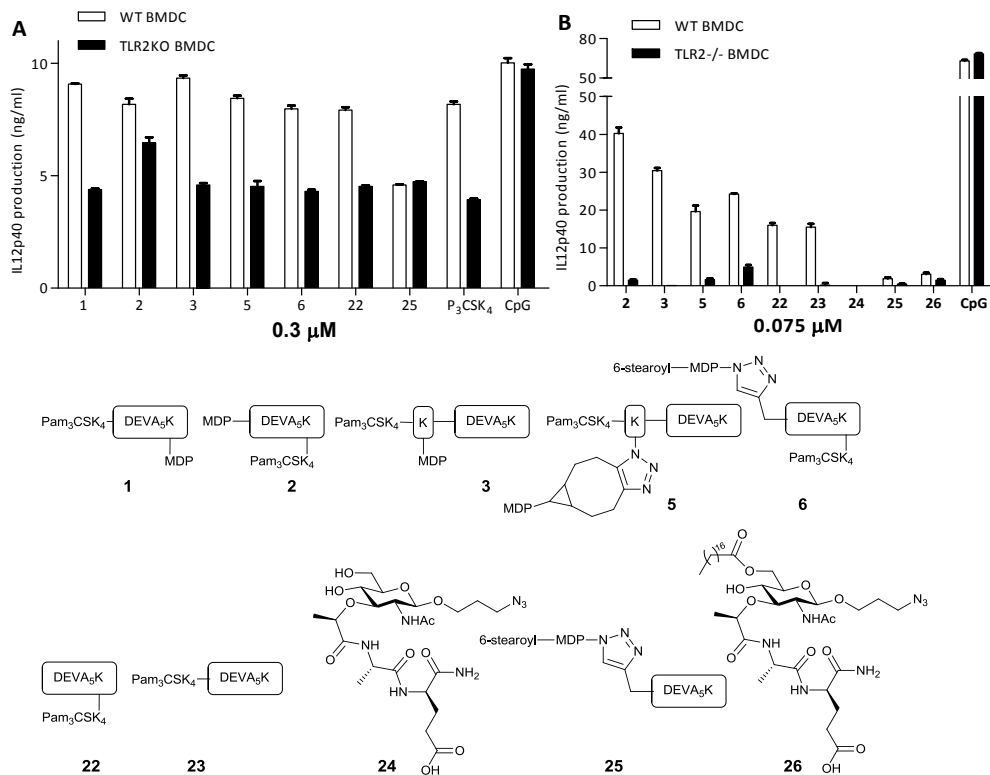 A
WT BMDC
TLR2KO BMDC
IL12p40 production (ng/ml)
10
5
0
1 2 3 5 6 22 25 P₃CSK₄ CpG
0.3 µM
B
WT BMDC
TLR2-/- BMDC
IL12p40 production (ng/ml)
80
50
40
30
20
10
0
2 3 5 6 22 23 24 25 26 CpG
0.075 µM
Pam₃CSK₄ DEVA₅K
MDP
1
MDP DEVA₅K
Pam₃CSK₄
2
Pam₃CSK₄ K DEVA₅K
MDP
3
Pam₃CSK₄ K DEVA₅K
N N
N
MDP
5
6-stearoyl MDP N N
N
DEVA₅K
Pam₃CSK₄
6
DEVA₅K
Pam₃CSK₄
22
Pam₃CSK₄ DEVA₅K
23
HO
HO O
O O N₃
NHAc
O NH O
HN NH₂
O
OH
24
6-stearoyl MDP N N
N
DEVA₅K
25
16 O
O
HO O
O O N₃
NHAc
O NH O
HN NH₂
O
OH
26